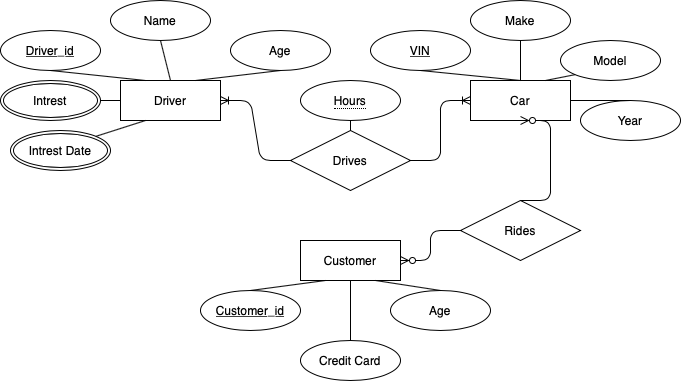 Name
Make
Driver_id
Age
VIN
Model
Intrest
Driver
Hours
Car
Year
Intrest Date
Drives
Rides
Customer
Customer_id
Age
Credit Card